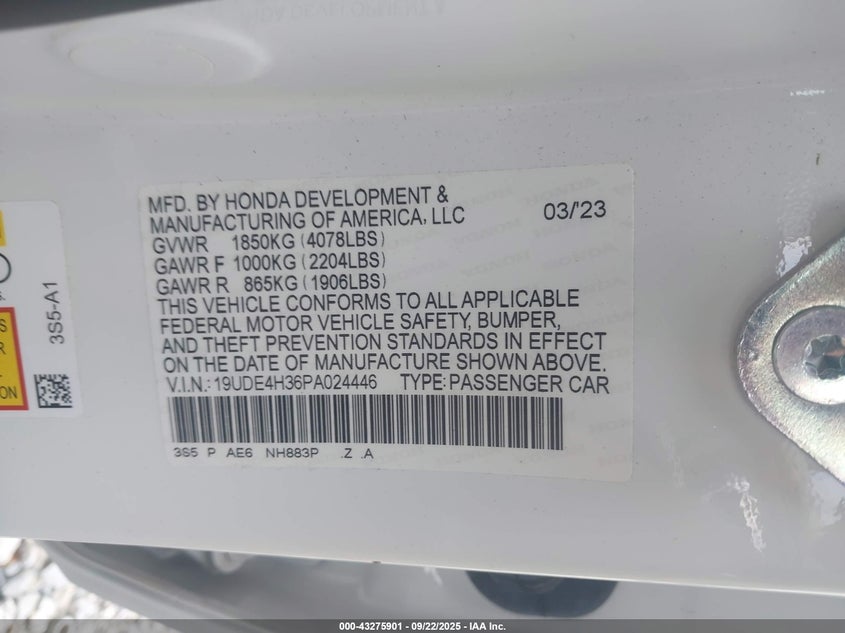 MFD. BY HONDA DEVELOPMENT &
MANUFACTURING OF AMERICA, LLC 03/'23
GVWR 1850KG (4078LBS)
GAWR F 1000KG (2204LBS)
GAWR R 865KG (1906LBS)
THIS VEHICLE CONFORMS TO ALL APPLICABLE
FEDERAL MOTOR VEHICLE SAFETY, BUMPER,
AND THEFT PREVENTION STANDARDS IN EFFECT
ON THE DATE OF MANUFACTURE SHOWN ABOVE.
V.I.N.: 19UDE4H36PA024446 TYPE: PASSENGER CAR
3S5 P AE6 NH883P .Z .A
3S5-A1
000-43275901 - 09/22/2025 - IAA Inc.